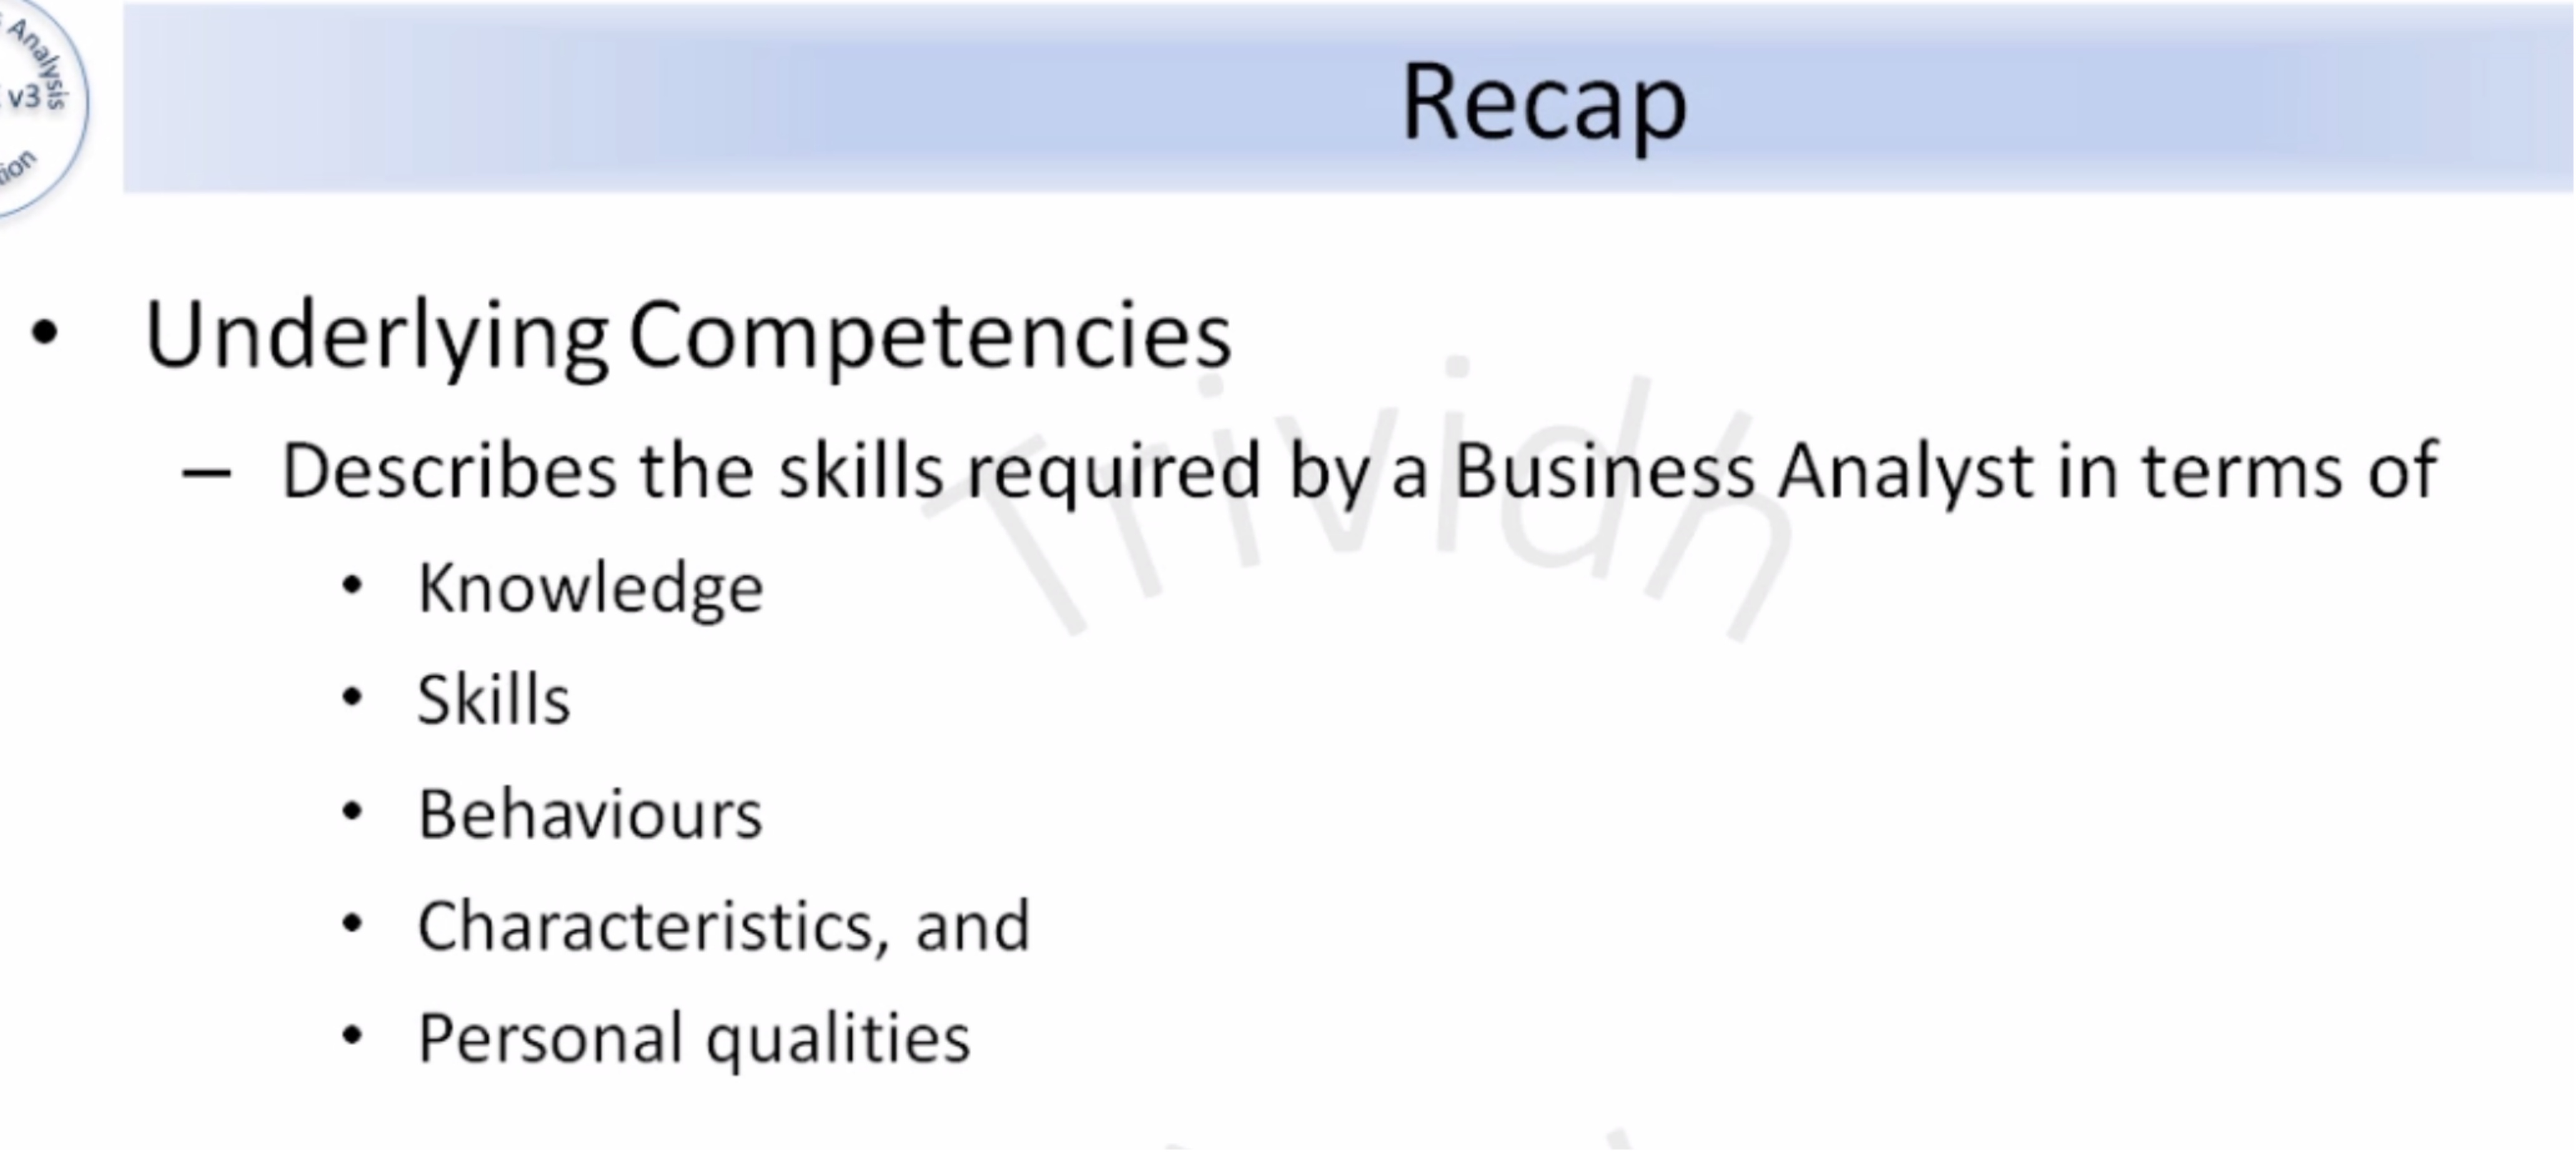 Analysis
v3
tion
Recap
• Underlying Competencies
– Describes the skills required by a Business Analyst in terms of
• Knowledge
• Skills
• Behaviours
• Characteristics, and
• Personal qualities
Trividh